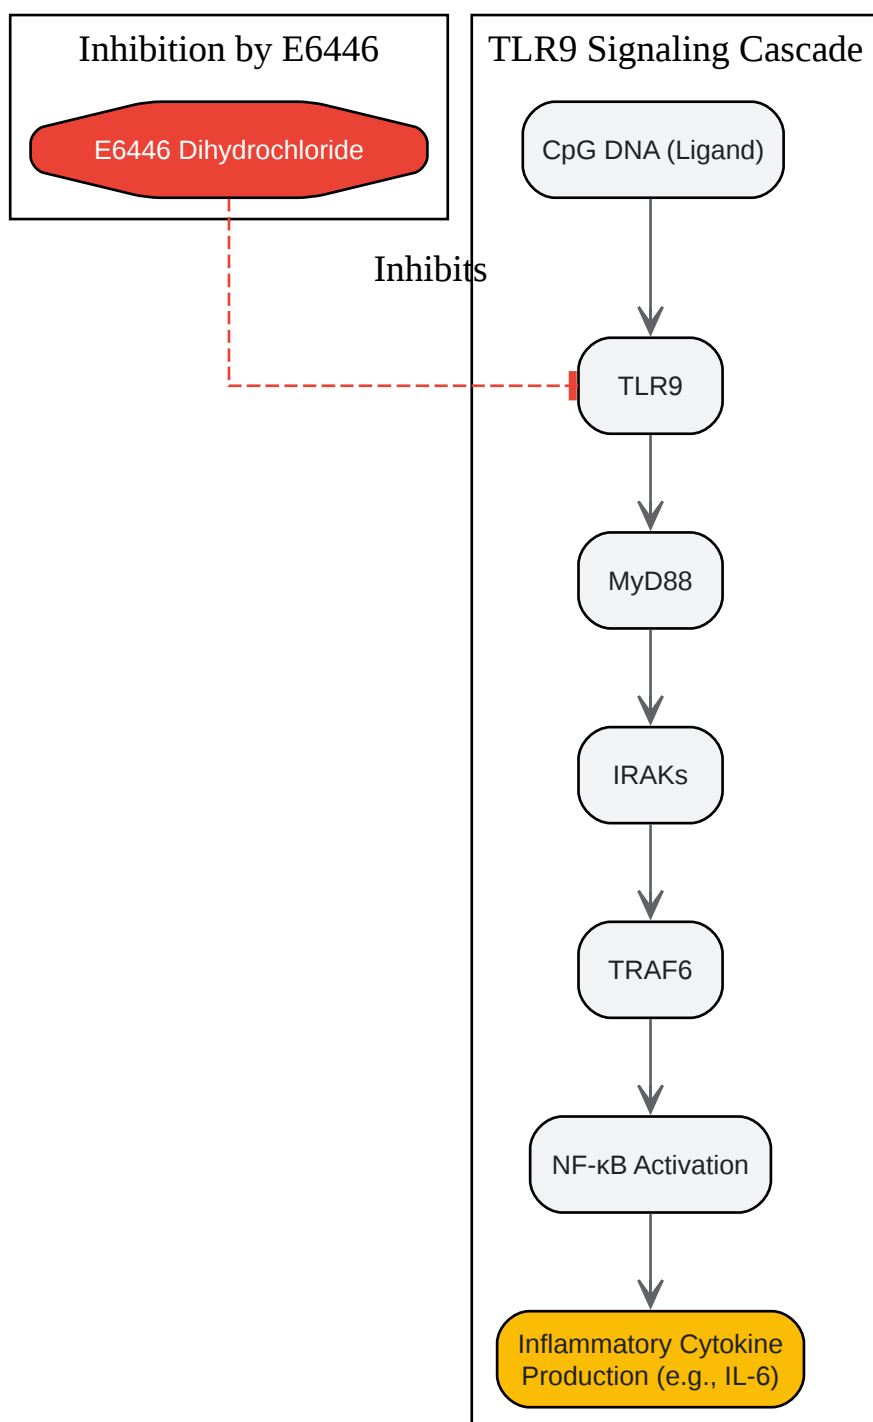 Inhibition by E6446
E6446 Dihydrochloride
Inhibits
TLR9 Signaling Cascade
CpG DNA (Ligand)
TLR9
MyD88
IRAKs
TRAF6
NF-κB Activation
Inflammatory Cytokine
Production (e.g., IL-6)